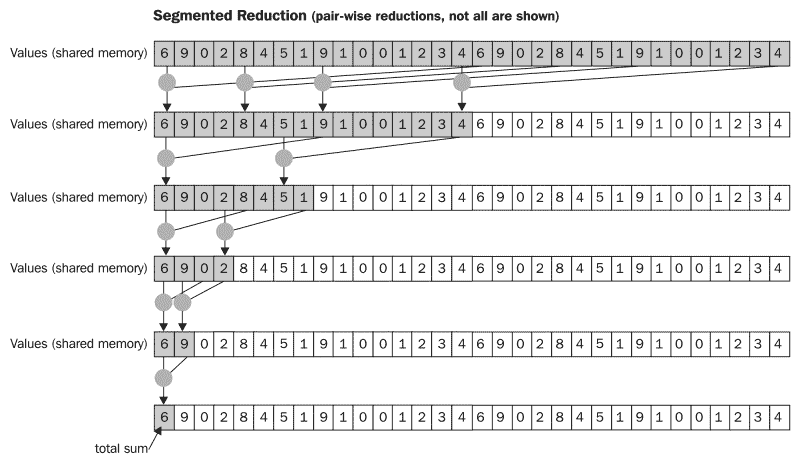 Segmented Reduction (pair-wise reductions, not all are shown)
Values (shared memory) 6 9 0 2 8 4 5 1 9 1 0 0 1 2 3 4 6 9 0 2 8 4 5 1 9 1 0 0 1 2 3 4
Values (shared memory) 6 9 0 2 8 4 5 1 9 1 0 0 1 2 3 4 6 9 0 2 8 4 5 1 9 1 0 0 1 2 3 4
Values (shared memory) 6 9 0 2 8 4 5 1 9 1 0 0 1 2 3 4 6 9 0 2 8 4 5 1 9 1 0 0 1 2 3 4
Values (shared memory) 6 9 0 2 8 4 5 1 9 1 0 0 1 2 3 4 6 9 0 2 8 4 5 1 9 1 0 0 1 2 3 4
Values (shared memory) 6 9 0 2 8 4 5 1 9 1 0 0 1 2 3 4 6 9 0 2 8 4 5 1 9 1 0 0 1 2 3 4
6 9 0 2 8 4 5 1 9 1 0 0 1 2 3 4 6 9 0 2 8 4 5 1 9 1 0 0 1 2 3 4
total sum